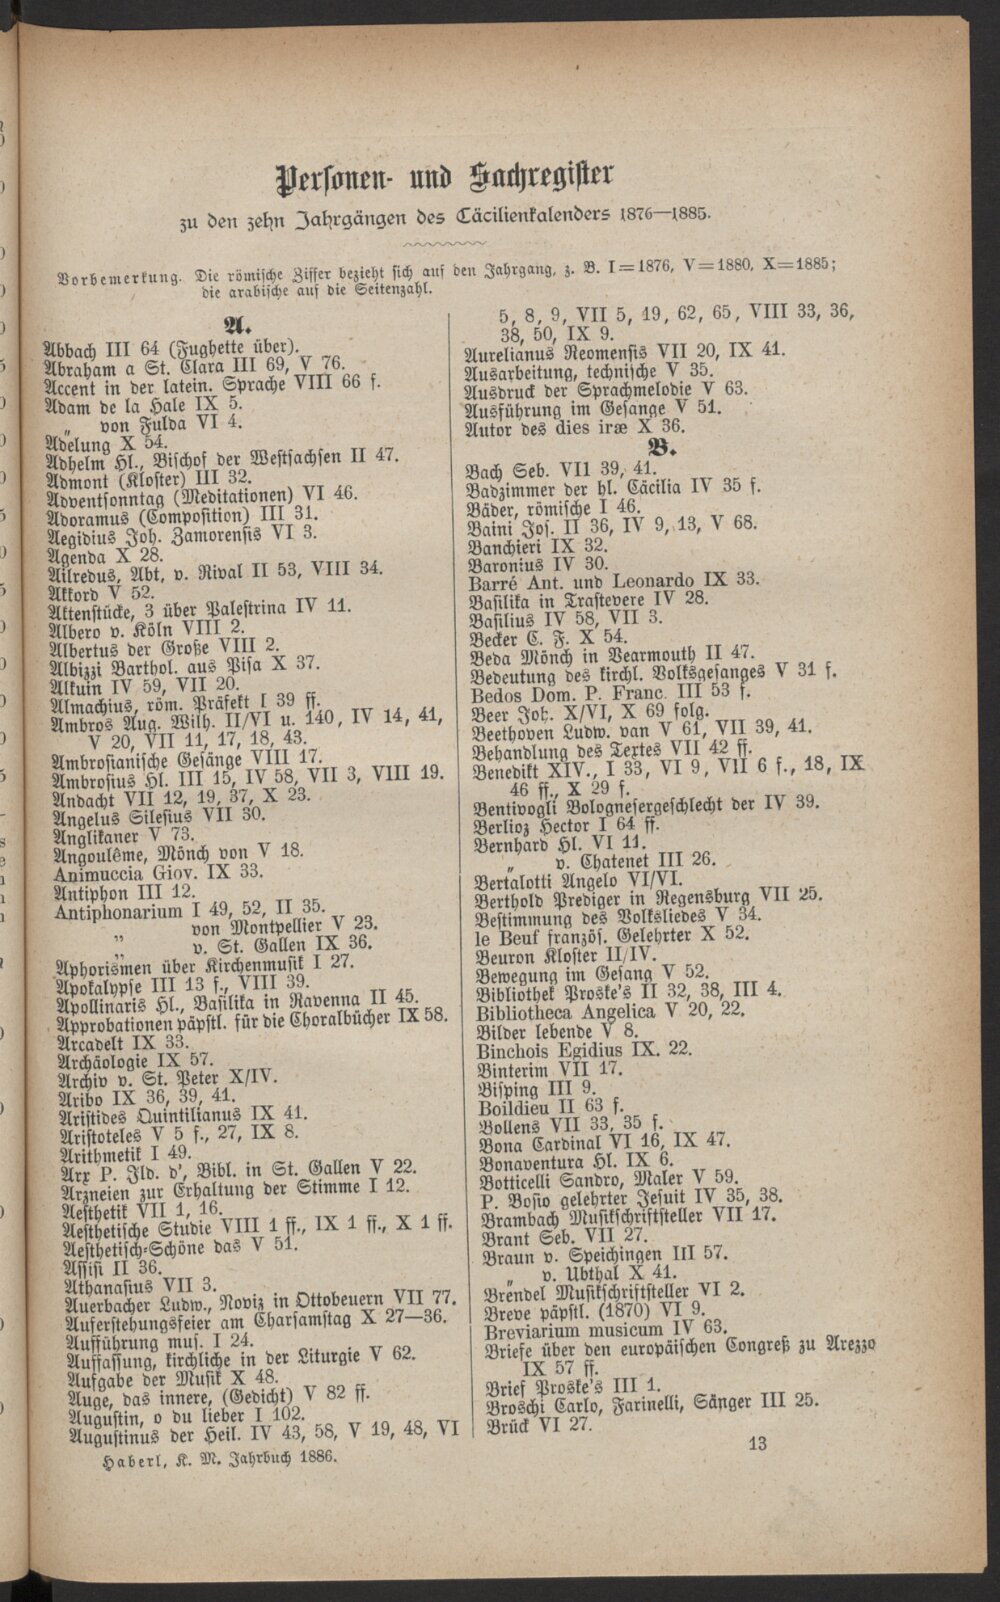 Personen- und Sachregister
zu den zehn Jahrgängen des Cäcilienkalenders 1876—1885.
Vorbemerkung. Die römische Ziffer bezieht sich auf den Jahrgang, z. B. I=1876, V=1880, X=1885;
die arabische auf die Seitenzahl.
A.
Abbach III 64 (Fughette über).
Abraham a St. Clara III 69, V 76.
Accent in der latein. Sprache VIII 66 f.
Adam de la Hale IX 5.
„ von Fulda VI 4.
Adelung X 54.
Adhelm Hl., Bischof der Westsachsen II 47.
Admont (Kloster) III 32.
Adventsonntag (Meditationen) VI 46.
Adoramus (Composition) III 31.
Aegidius Joh. Zamorensis VI 3.
Agenda X 28.
Ailredus, Abt, v. Rival II 53, VIII 34.
Akkord V 52.
Aktenstücke, 3 über Palestrina IV 11.
Albero v. Köln VIII 2.
Albertus der Große VIII 2.
Albizzi Barthol. aus Pisa X 37.
Alkuin IV 59, VII 20.
Almachius, röm. Präfekt I 39 ff.
Ambros Aug. Wilh. II/VI u. 140, IV 14, 41,
V 20, VII 11, 17, 18, 43.
Ambrosianische Gesänge VIII 17.
Ambrosius Hl. III 15, IV 58, VII 3, VIII 19.
Andacht VII 12, 19, 37, X 23.
Angelus Silesius VII 30.
Anglikaner V 73.
Angoulême, Mönch von V 18.
Animuccia Giov. IX 33.
Antiphon III 12.
Antiphonarium I 49, 52, II 35.
„ von Montpellier V 23.
„ v. St. Gallen IX 36.
Aphorismen über Kirchenmusik I 27.
Apokalypse III 13 f., VIII 39.
Apollinaris Hl., Basilika in Ravenna II 45.
Approbationen päpstl. für die Choralbücher IX 58.
Arcadelt IX 33.
Archäologie IX 57.
Archiv v. St. Peter X/IV.
Aribo IX 36, 39, 41.
Aristides Quintilianus IX 41.
Aristoteles V 5 f., 27, IX 8.
Arithmetik I 49.
Arx P. Ild. d', Bibl. in St. Gallen V 22.
Arzneien zur Erhaltung der Stimme I 12.
Aesthetik VII 1, 16.
Aesthetische Studie VIII 1 ff., IX 1 ff., X 1 ff.
Aesthetisch-Schöne das V 51.
Assisi II 36.
Athanasius VII 3.
Auerbacher Ludw., Noviz in Ottobeuern VII 77.
Auferstehungsfeier am Charsamstag X 27—36.
Aufführung mus. I 24.
Auffassung, kirchliche in der Liturgie V 62.
Aufgabe der Musik X 48.
Auge, das innere, (Gedicht) V 82 ff.
Augustin, o du lieber I 102.
Augustinus der Heil. IV 43, 58, V 19, 48, VI
5, 8, 9, VII 5, 19, 62, 65, VIII 33, 36,
38, 50, IX 9.
Aurelianus Reomensis VII 20, IX 41.
Ausarbeitung, technische V 35.
Ausdruck der Sprachmelodie V 63.
Ausführung im Gesange V 51.
Autor des dies iræ X 36.
B.
Bach Seb. VII 39, 41.
Badzimmer der hl. Cäcilia IV 35 f.
Bäder, römische I 46.
Baini Jos. II 36, IV 9, 13, V 68.
Banchieri IX 32.
Baronius IV 30.
Barré Ant. und Leonardo IX 33.
Basilika in Trastevere IV 28.
Basilius IV 58, VII 3.
Becker C. F. X 54.
Beda Mönch in Vearmouth II 47.
Bedeutung des kirchl. Volksgesanges V 31 f.
Bedos Dom. P. Franc. III 53 f.
Beer Joh. X/VI, X 69 folg.
Beethoven Ludw. van V 61, VII 39, 41.
Behandlung des Textes VII 42 ff.
Benedikt XIV., I 33, VI 9, VII 6 f., 18, IX
46 ff., X 29 f.
Bentivogli Bolognesergeschlecht der IV 39.
Berlioz Hector I 64 ff.
Bernhard Hl. VI 11.
„ v. Chatenet III 26.
Bertalotti Angelo VI/VI.
Berthold Prediger in Regensburg VII 25.
Bestimmung des Volksliedes V 34.
le Beuf französ. Gelehrter X 52.
Beuron Kloster II/IV.
Bewegung im Gesang V 52.
Bibliothek Proske's II 32, 38, III 4.
Bibliotheca Angelica V 20, 22.
Bilder lebende V 8.
Binchois Egidius IX. 22.
Binterim VII 17.
Bisping III 9.
Boildieu II 63 f.
Bollens VII 33, 35 f.
Bona Cardinal VI 16, IX 47.
Bonaventura Hl. IX 6.
Botticelli Sandro, Maler V 59.
P. Bosio gelehrter Jesuit IV 35, 38.
Brambach Musikschriftsteller VII 17.
Brant Seb. VII 27.
Braun v. Speichingen III 57.
„ v. Ubthal X 41.
Brendel Musikschriftsteller VI 2.
Breve päpstl. (1870) VI 9.
Breviarium musicum IV 63.
Briefe über den europäischen Congreß zu Arezzo
IX 57 ff.
Brief Proske's III 1.
Broschi Carlo, Farinelli, Sänger III 25.
Brück VI 27.
Haberl, K. M. Jahrbuch 1886.
13